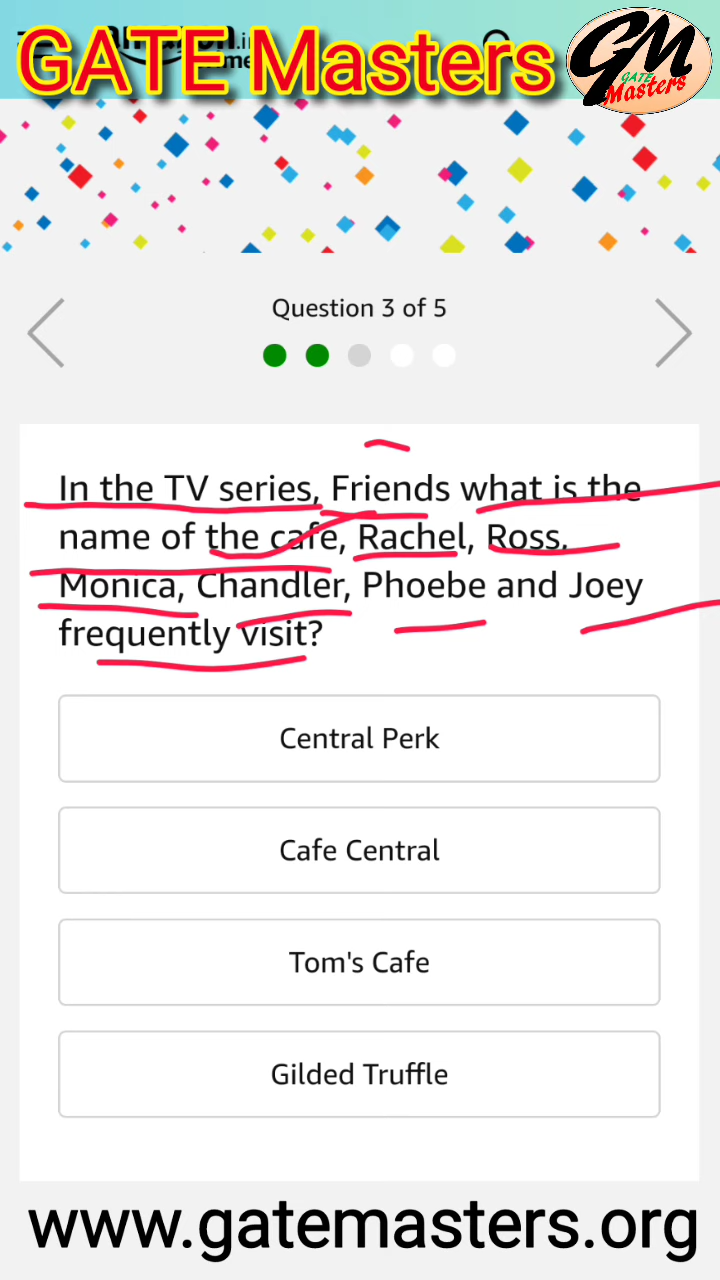 GATE Masters
GM
GATE
Masters
Question 3 of 5
In the TV series, Friends what is the
name of the cafe, Rachel, Ross,
Monica, Chandler, Phoebe and Joey
frequently visit?
Central Perk
Cafe Central
Tom's Cafe
Gilded Truffle
www.gatemasters.org